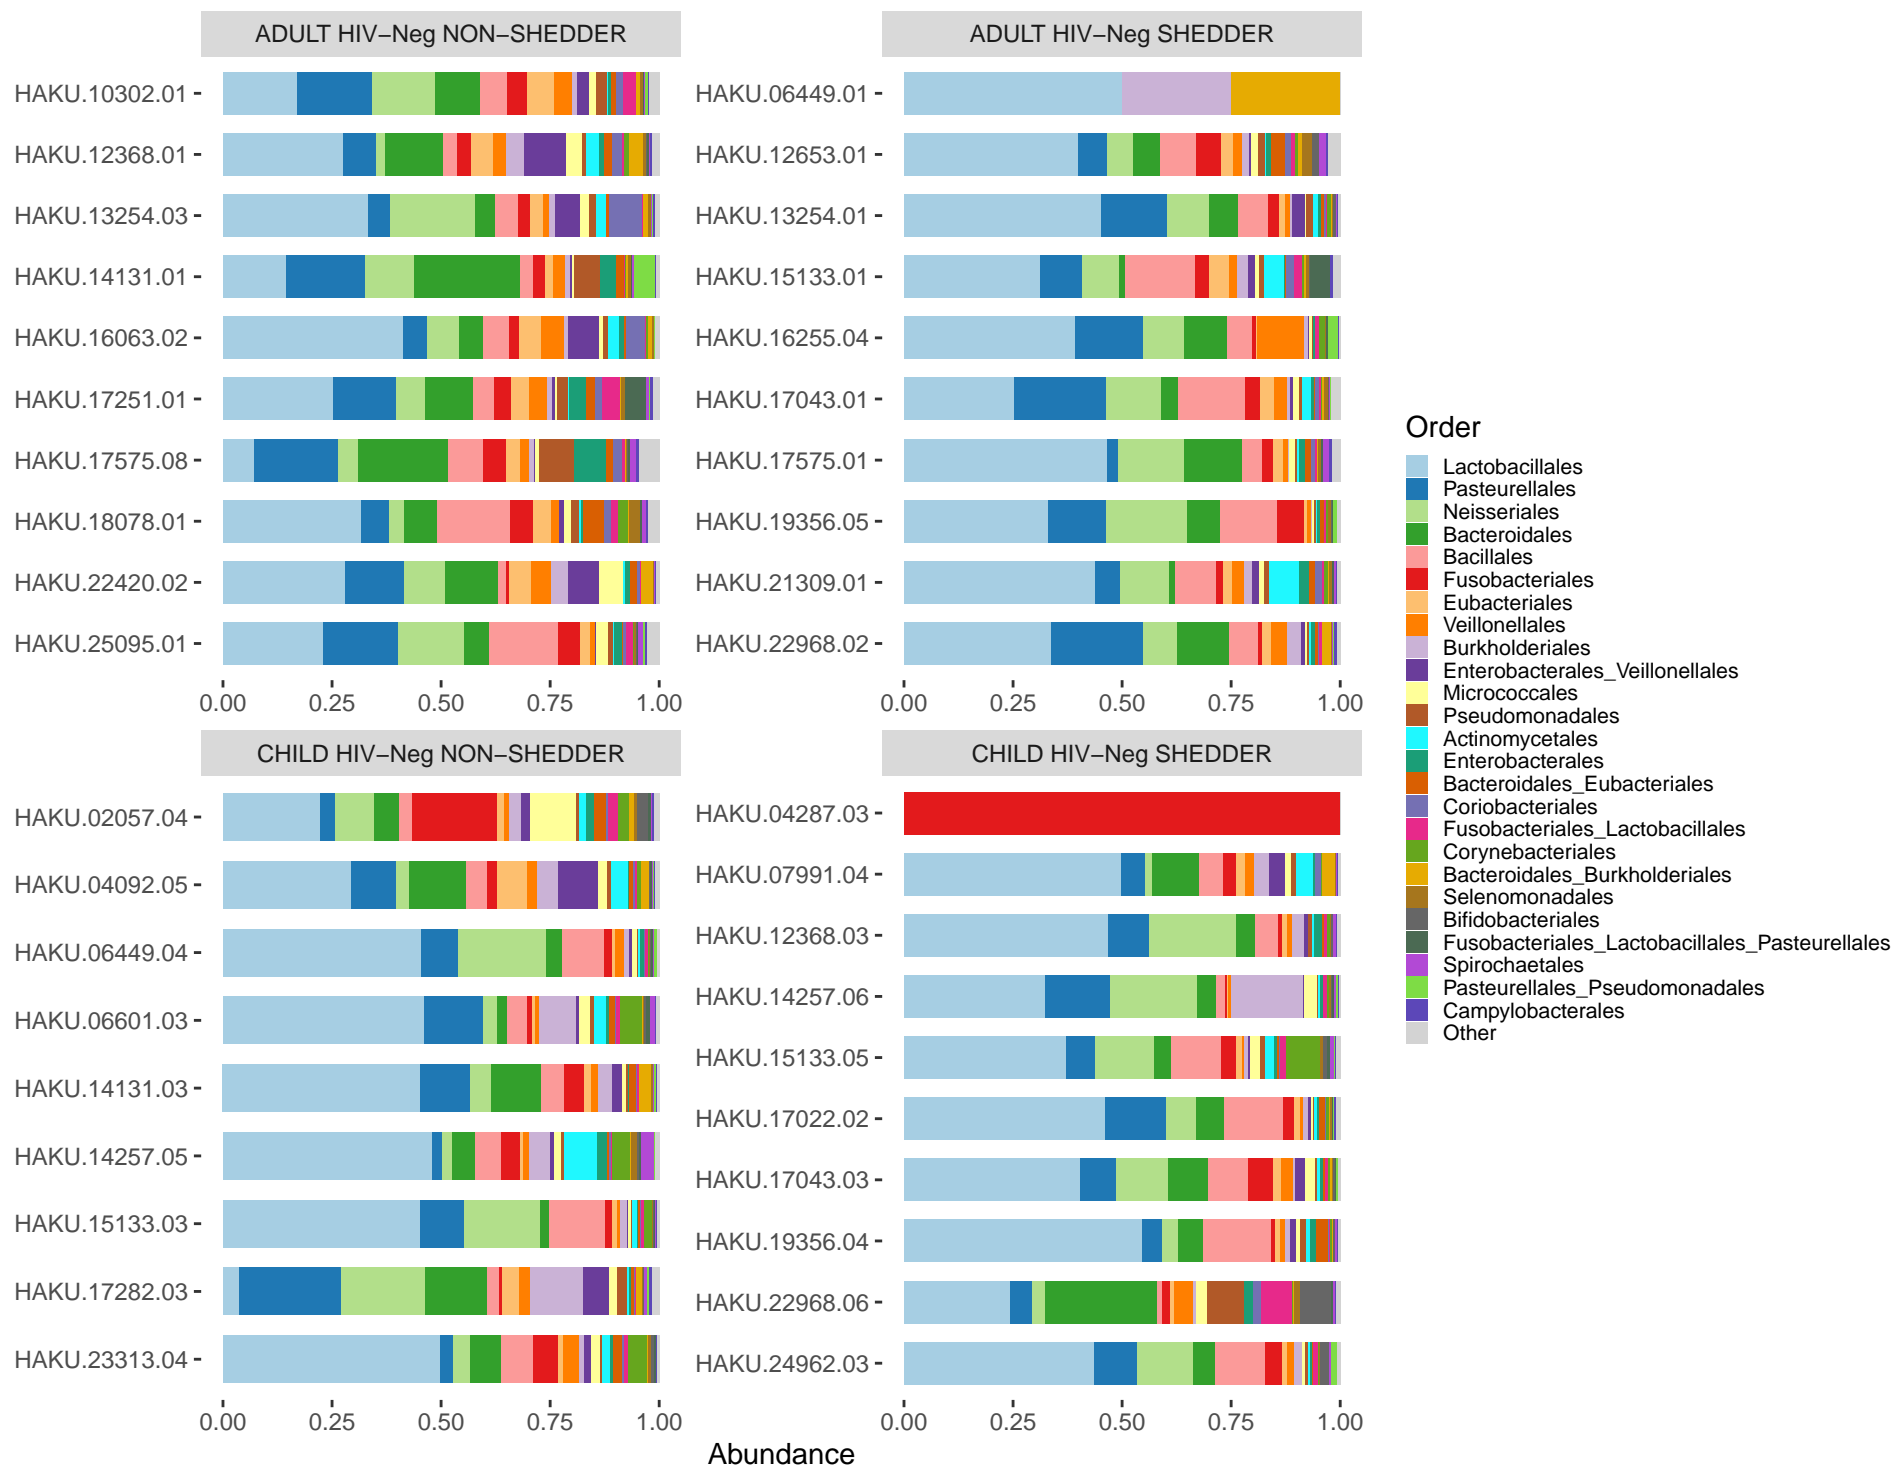 ADULT HIV−Neg NON−SHEDDER
HAKU.10302.01
HAKU.12368.01
HAKU.13254.03
HAKU.14131.01
HAKU.16063.02
HAKU.17251.01
HAKU.17575.08
HAKU.18078.01
HAKU.22420.02
HAKU.25095.01
0.00 0.25 0.50 0.75 1.00
ADULT HIV−Neg SHEDDER
HAKU.06449.01
HAKU.12653.01
HAKU.13254.01
HAKU.15133.01
HAKU.16255.04
HAKU.17043.01
HAKU.17575.01
HAKU.19356.05
HAKU.21309.01
HAKU.22968.02
0.00 0.25 0.50 0.75 1.00
CHILD HIV−Neg NON−SHEDDER
HAKU.02057.04
HAKU.04092.05
HAKU.06449.04
HAKU.06601.03
HAKU.14131.03
HAKU.14257.05
HAKU.15133.03
HAKU.17282.03
HAKU.23313.04
0.00 0.25 0.50 0.75 1.00
CHILD HIV−Neg SHEDDER
HAKU.04287.03
HAKU.07991.04
HAKU.12368.03
HAKU.14257.06
HAKU.15133.05
HAKU.17022.02
HAKU.17043.03
HAKU.19356.04
HAKU.22968.06
HAKU.24962.03
0.00 0.25 0.50 0.75 1.00
Abundance
Order
Lactobacillales
Pasteurellales
Neisseriales
Bacteroidales
Bacillales
Fusobacteriales
Eubacteriales
Veillonellales
Burkholderiales
Enterobacterales_Veillonellales
Micrococcales
Pseudomonadales
Actinomycetales
Enterobacterales
Bacteroidales_Eubacteriales
Coriobacteriales
Fusobacteriales_Lactobacillales
Corynebacteriales
Bacteroidales_Burkholderiales
Selenomonadales
Bifidobacteriales
Fusobacteriales_Lactobacillales_Pasteurellales
Spirochaetales
Pasteurellales_Pseudomonadales
Campylobacterales
Other